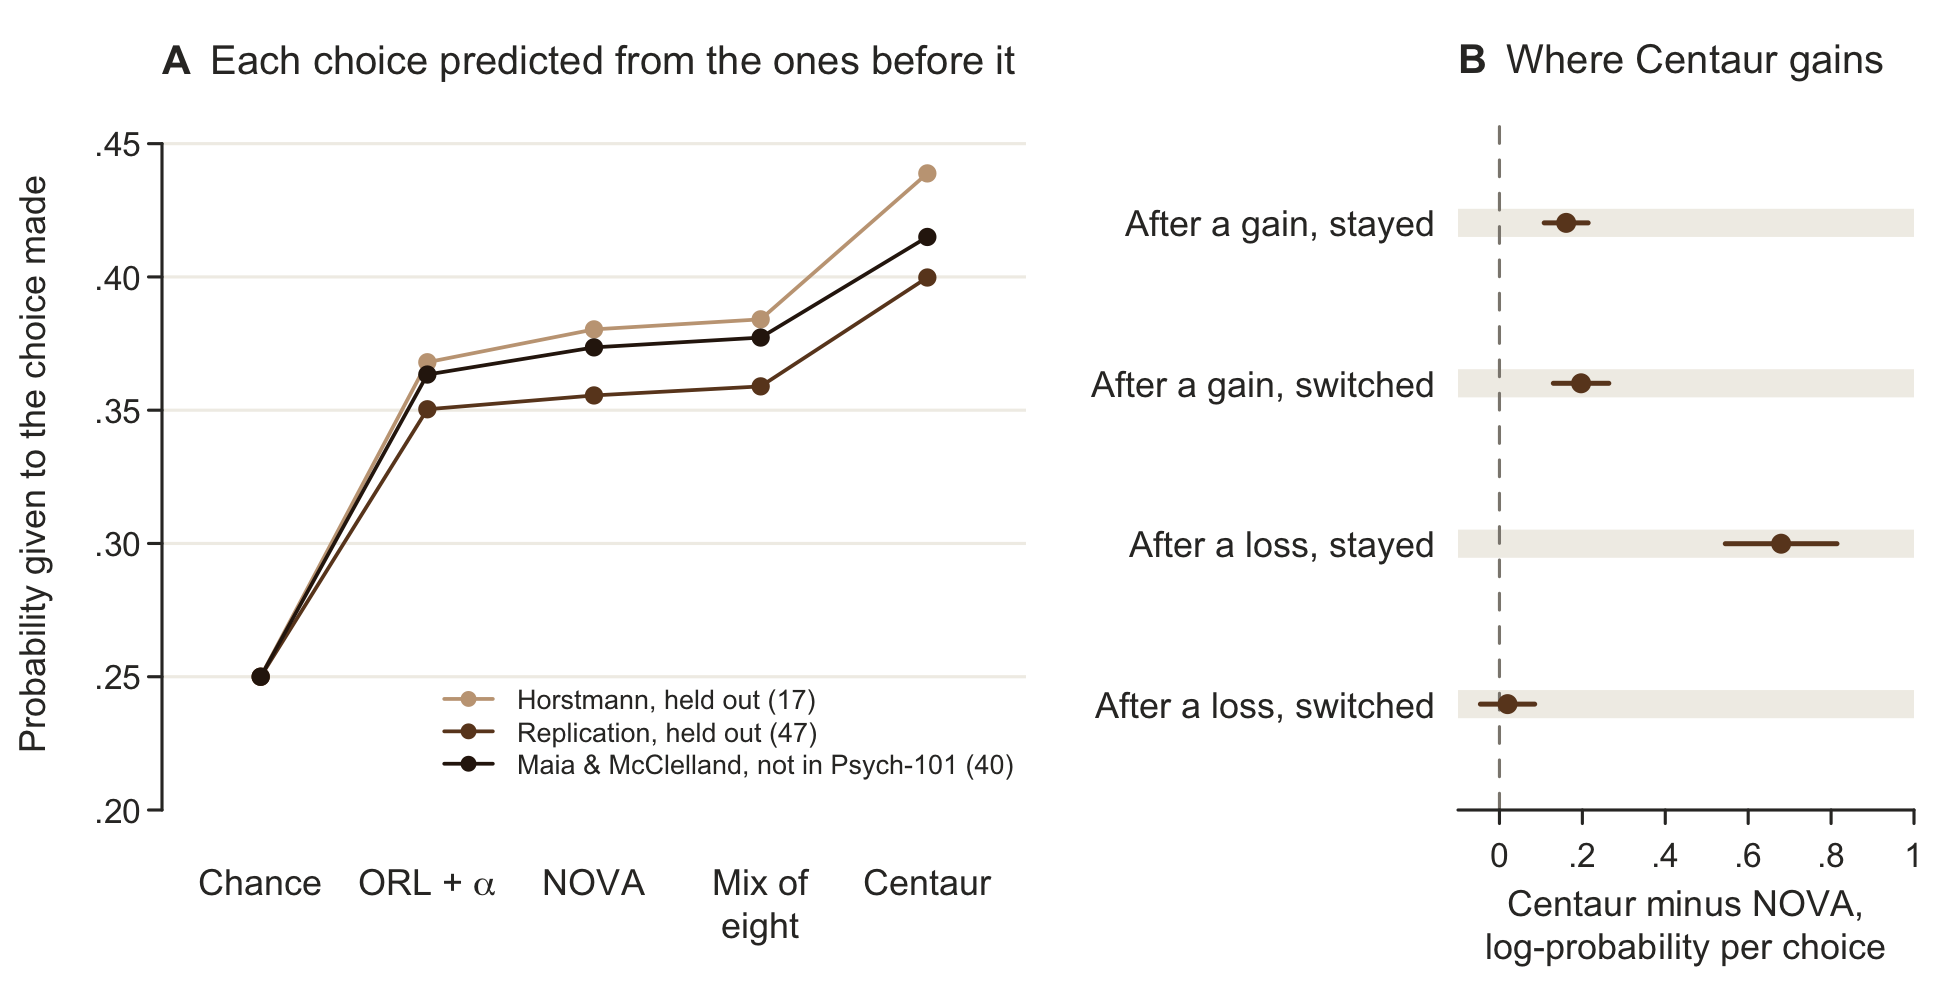 A Each choice predicted from the ones before it
Probability given to the choice made
.45
.40
.35
.30
.25
.20
Horstmann, held out (17)
Replication, held out (47)
Maia & McClelland, not in Psych-101 (40)
Chance
ORL + α
NOVA
Mix of
eight
Centaur
B Where Centaur gains
After a gain, stayed
After a gain, switched
After a loss, stayed
After a loss, switched
0 .2 .4 .6 .8 1
Centaur minus NOVA,
log-probability per choice